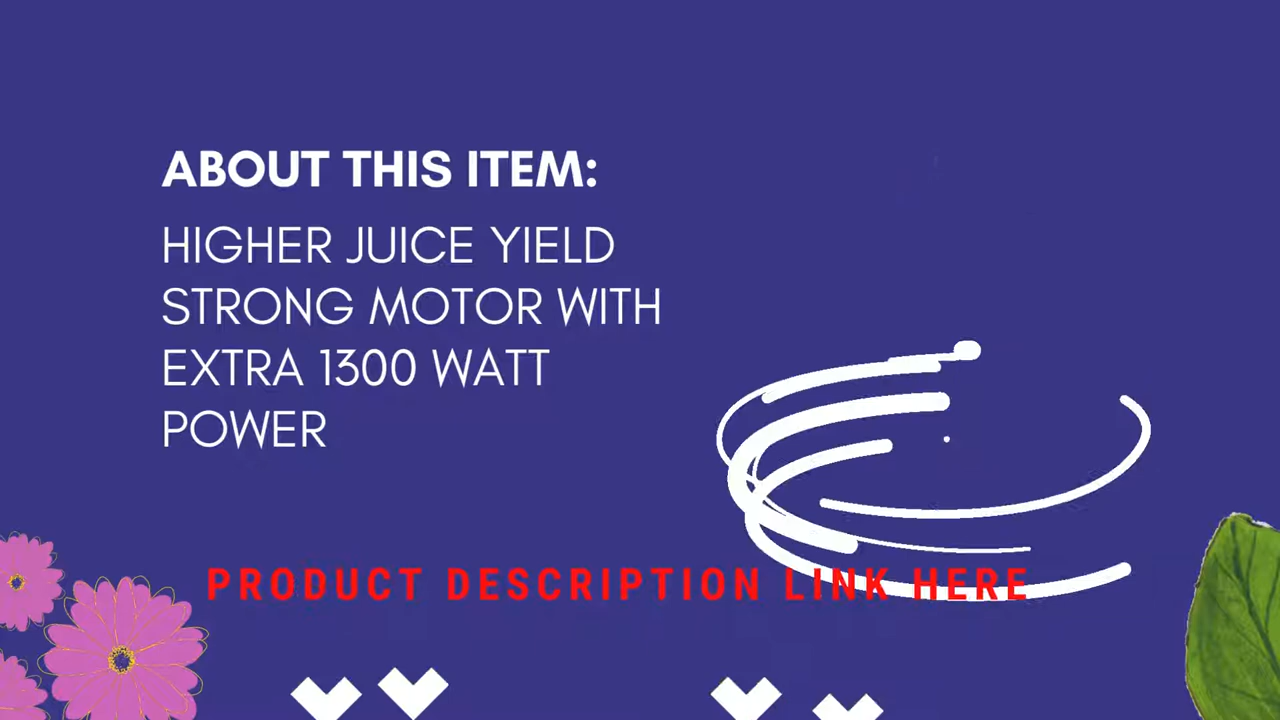 ABOUT THIS ITEM:
HIGHER JUICE YIELD
STRONG MOTOR WITH
EXTRA 1300 WATT
POWER
PRODUCT DESCRIPTION LINK HERE